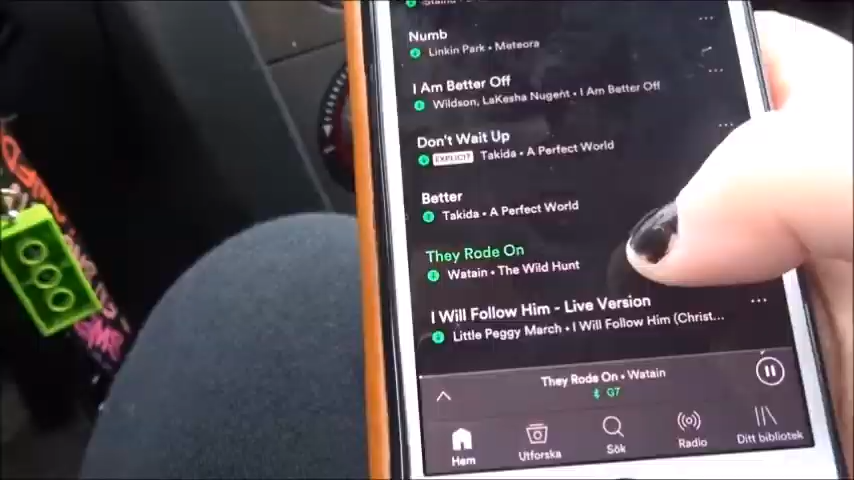 Numb
Linkin Park • Meteora
I Am Better Off
Wildson, LaKesha Nugent • I Am Better Off
Don't Wait Up
EXPLICIT Takida • A Perfect World
Better
Takida • A Perfect World
They Rode On
Watain • The Wild Hunt
I Will Follow Him - Live Version
Little Peggy March • I Will Follow Him (Christ...
They Rode On • Watain
G7
Hem
Utforska
Sök
Radio
Ditt bibliotek